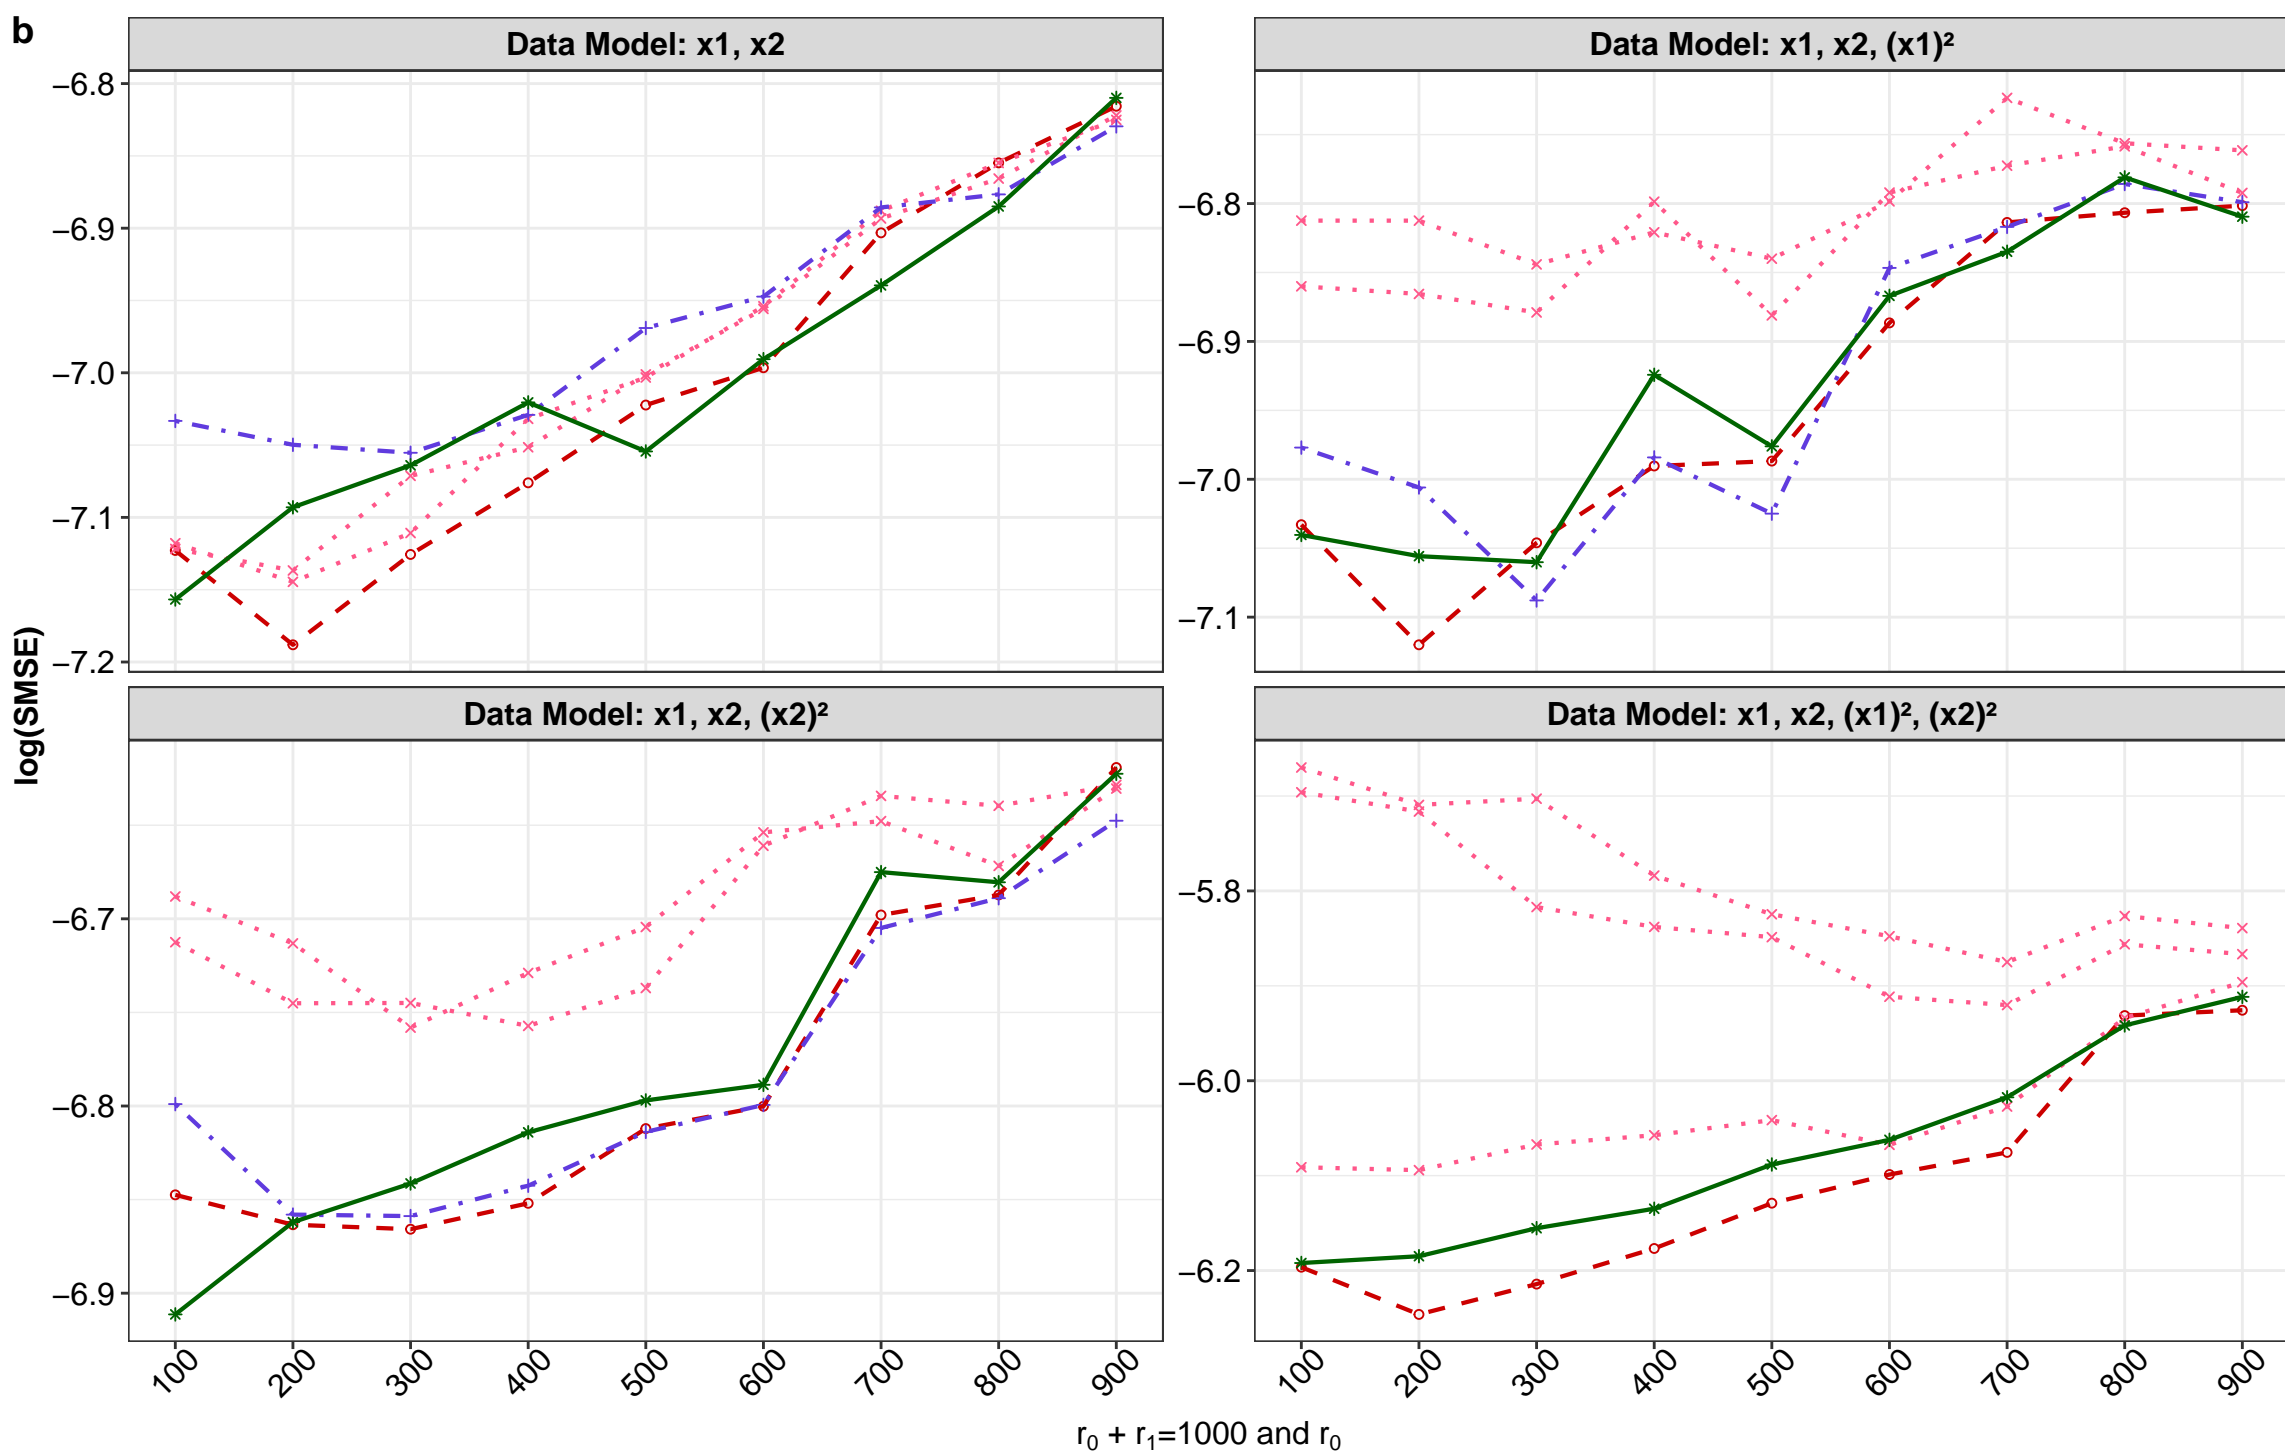 b
Data Model: x1, x2
Data Model: x1, x2, (x1)²
−6.8
−6.9
−7.0
−7.1
−7.2
−6.8
−6.9
−7.0
−7.1
log(SMSE)
Data Model: x1, x2, (x2)²
Data Model: x1, x2, (x1)², (x2)²
−6.7
−6.8
−6.9
−5.8
−6.0
−6.2
100 200 300 400 500 600 700 800 900
100 200 300 400 500 600 700 800 900
r₀ + r₁=1000 and r₀